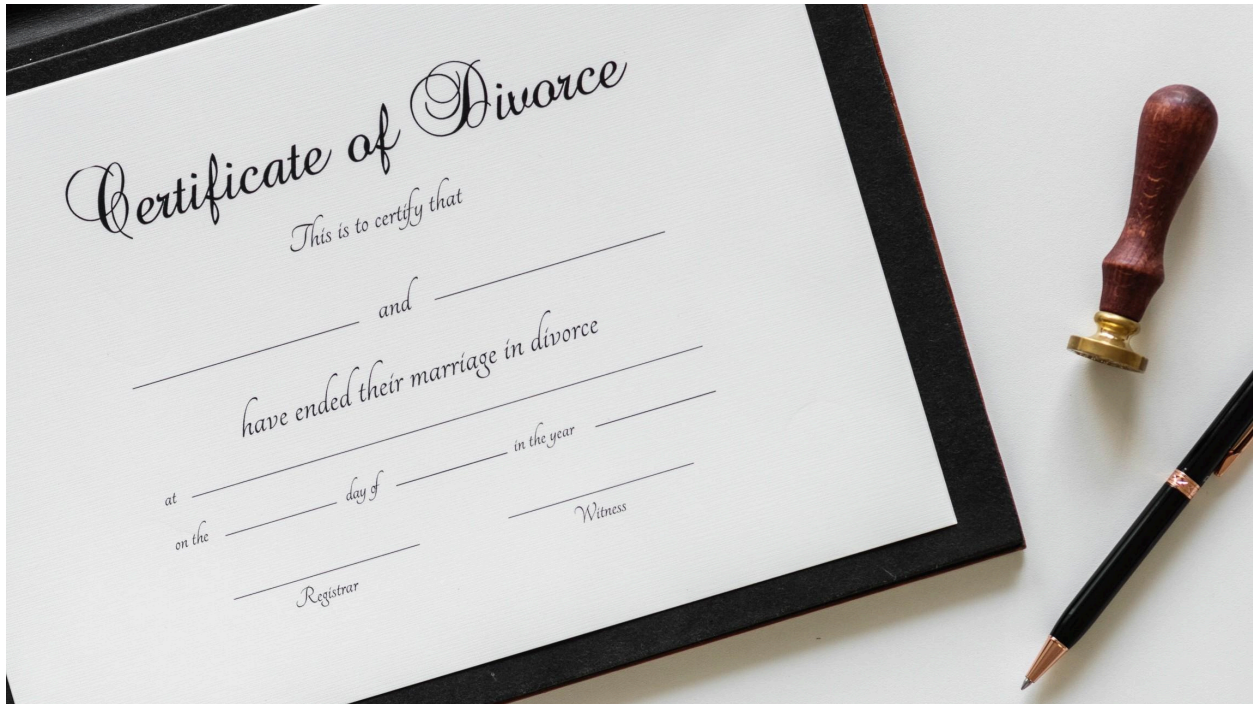 Certificate of Divorce
This is to certify that
and
have ended their marriage in divorce
at
on the day of in the year
Registrar Witness